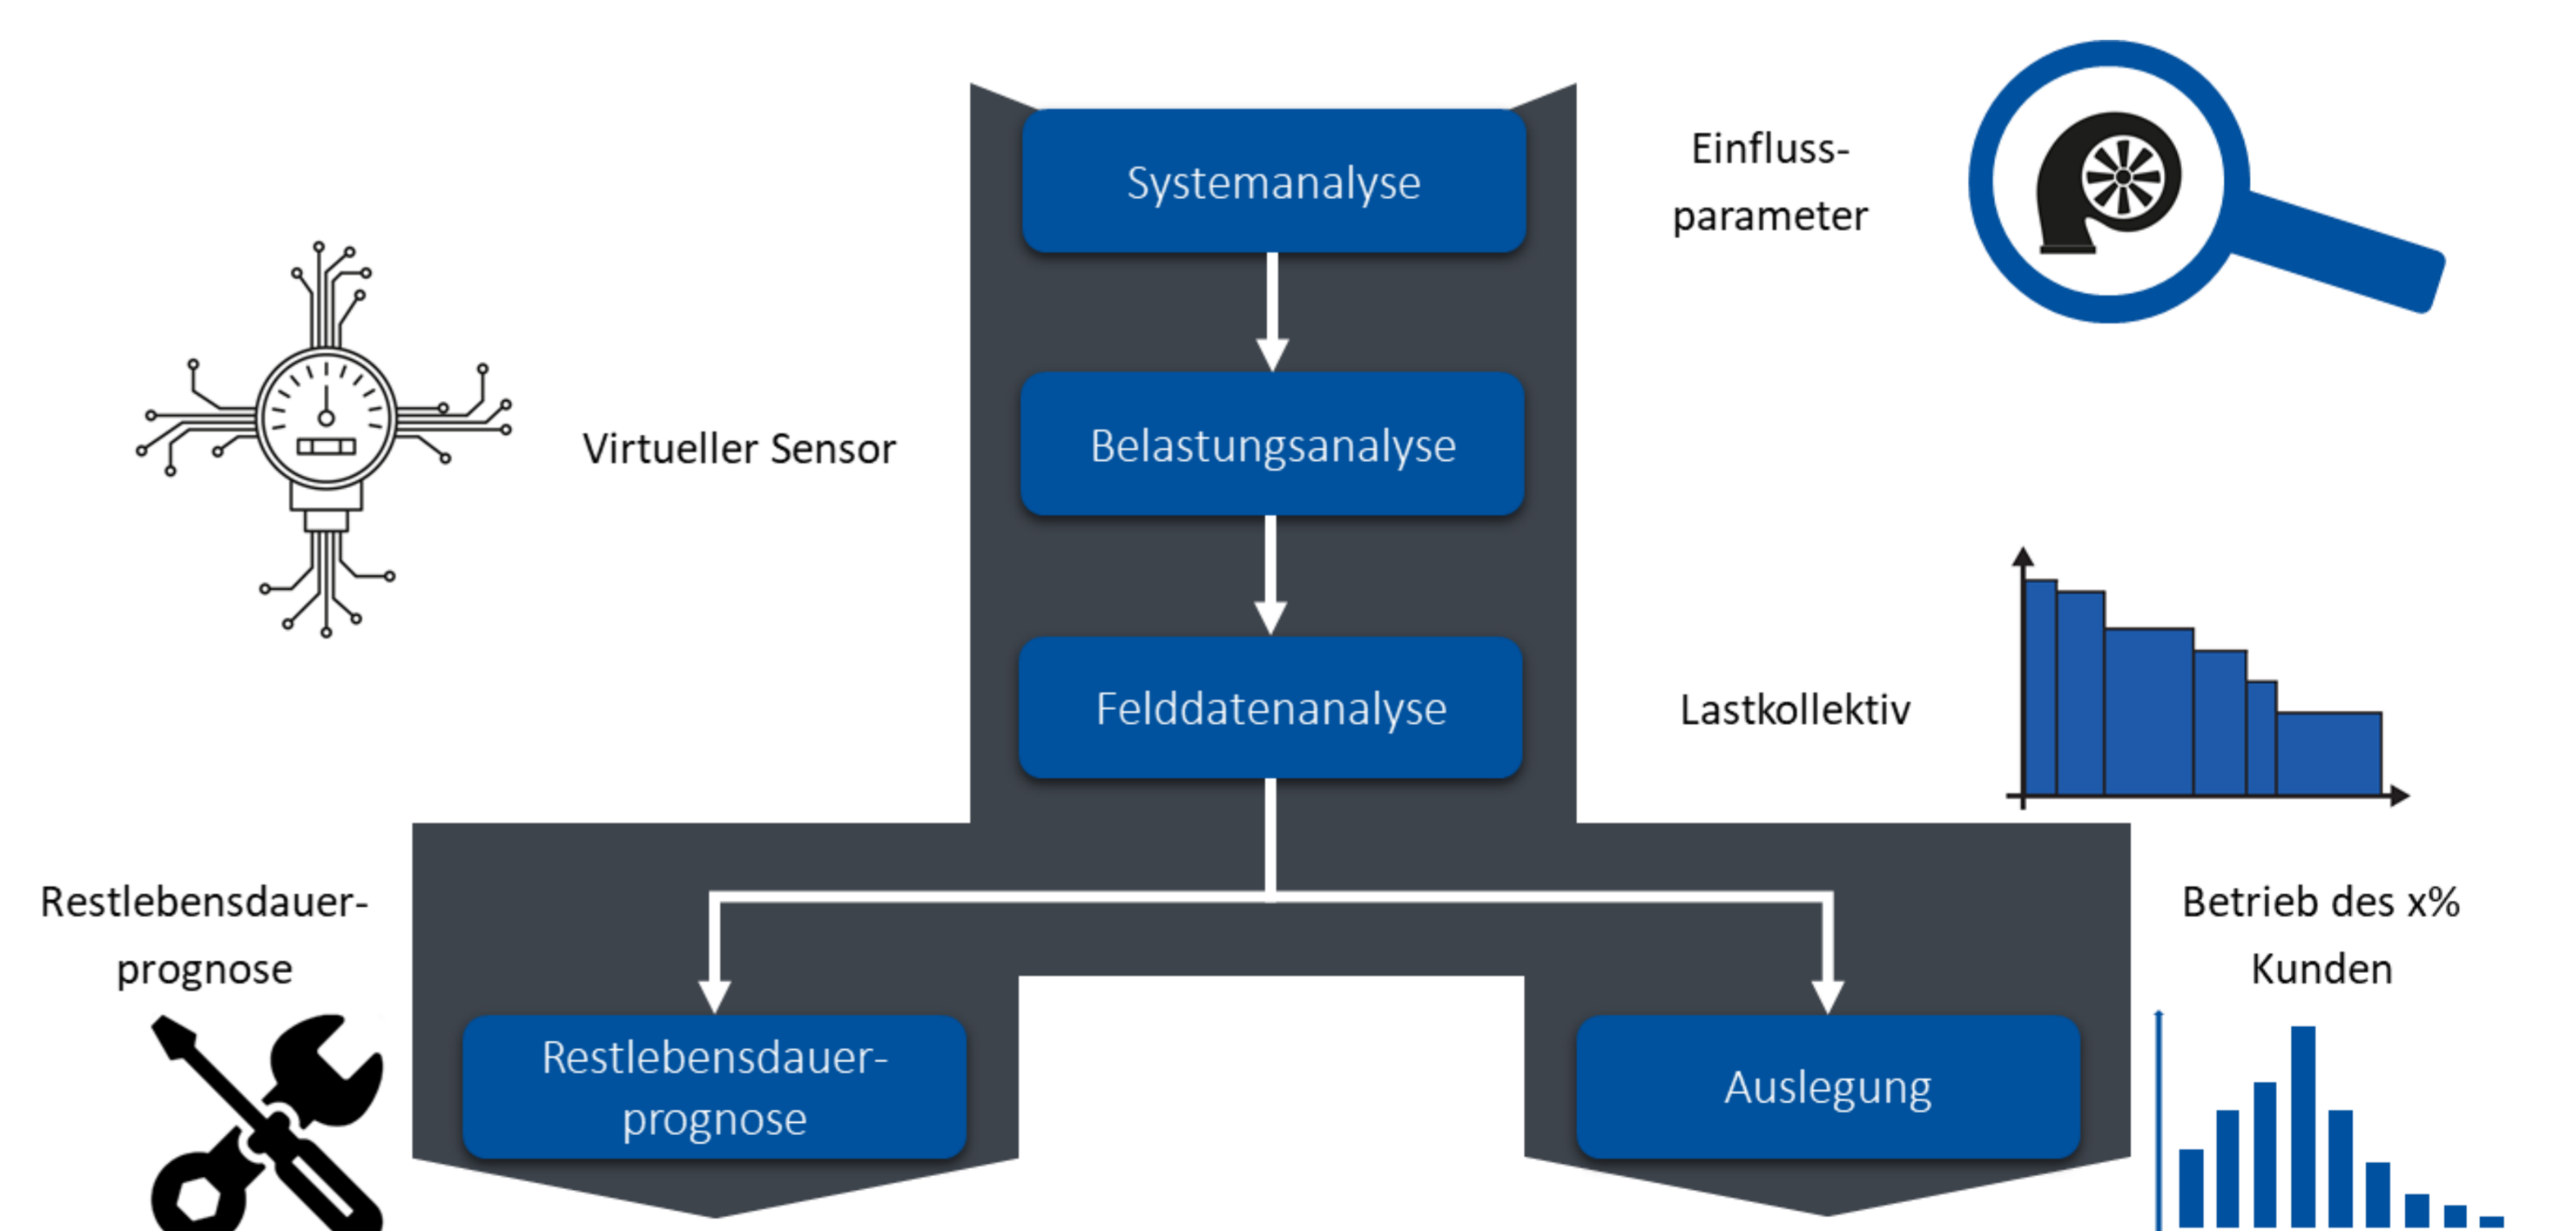 Systemanalyse
Einfluss-
parameter
Virtueller Sensor
Belastungsanalyse
Felddatenanalyse
Lastkollektiv
Restlebensdauer-
prognose
Betrieb des x%
Kunden
Restlebensdauer-
prognose
Auslegung